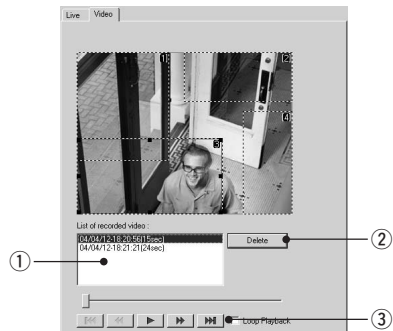 Live Video
1 2
4
3
List of recorded video :
04/04/12-18:20:56(15sec)
04/04/12-18:21:21(24sec)
Delete
Loop Playback
1
2
3